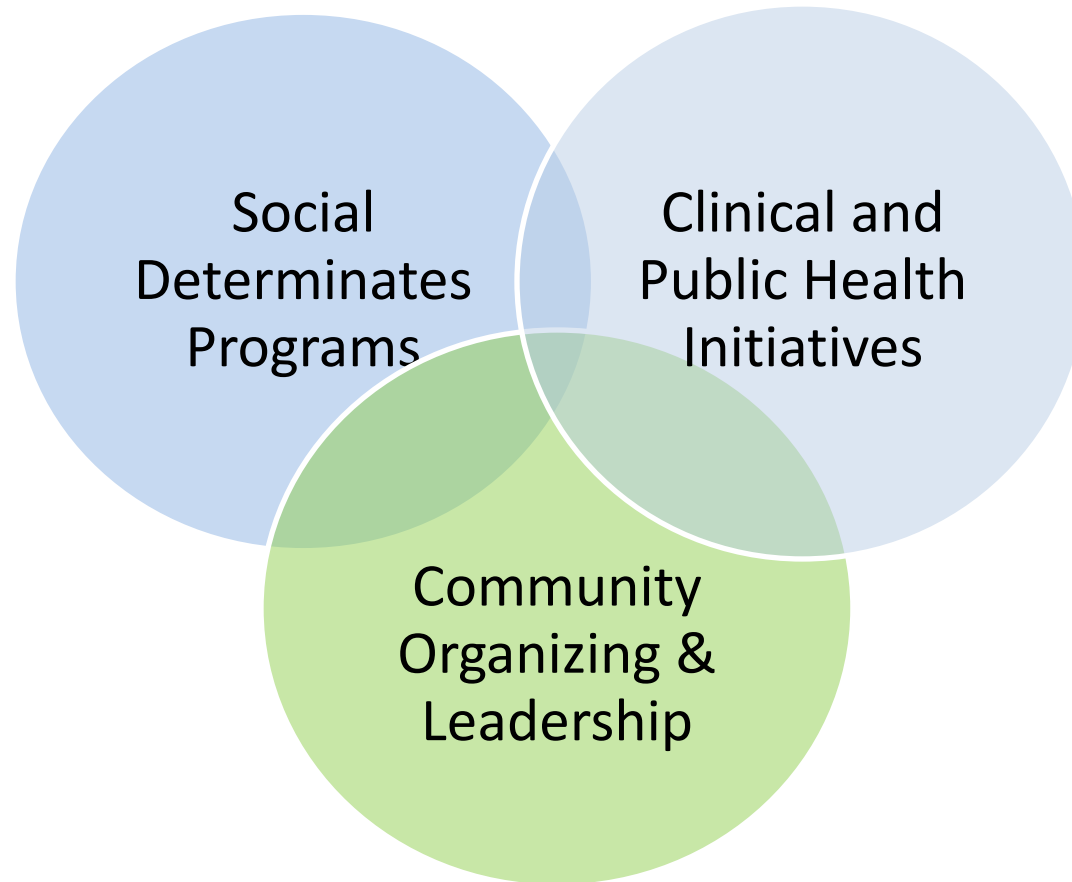 Social
Determinates
Programs
Clinical and
Public Health
Initiatives
Community
Organizing &
Leadership